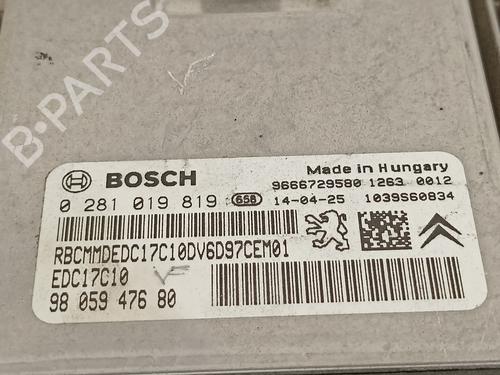 B-PARTS
BOSCH
Made in Hungary
9666729580 1263 0012
0 281 019 819 658
14-04-25 1039S60834
RBCMMDEDC17C10DV6D97CEM01
EDC17C10
98 059 476 80